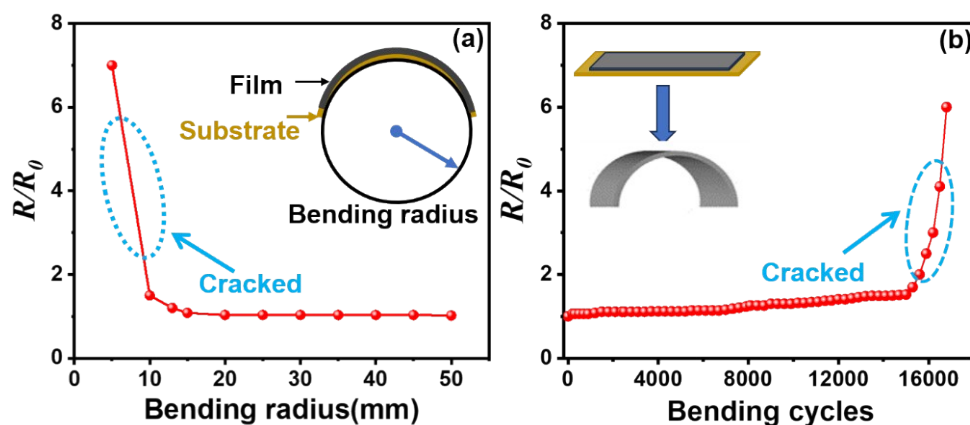 (a)
8
6
4
2
0
R/R0
Film
Substrate
Bending radius
Cracked
0 10 20 30 40 50
Bending radius(mm)
(b)
8
6
4
2
0
R/R0
Cracked
0 4000 8000 12000 16000
Bending cycles